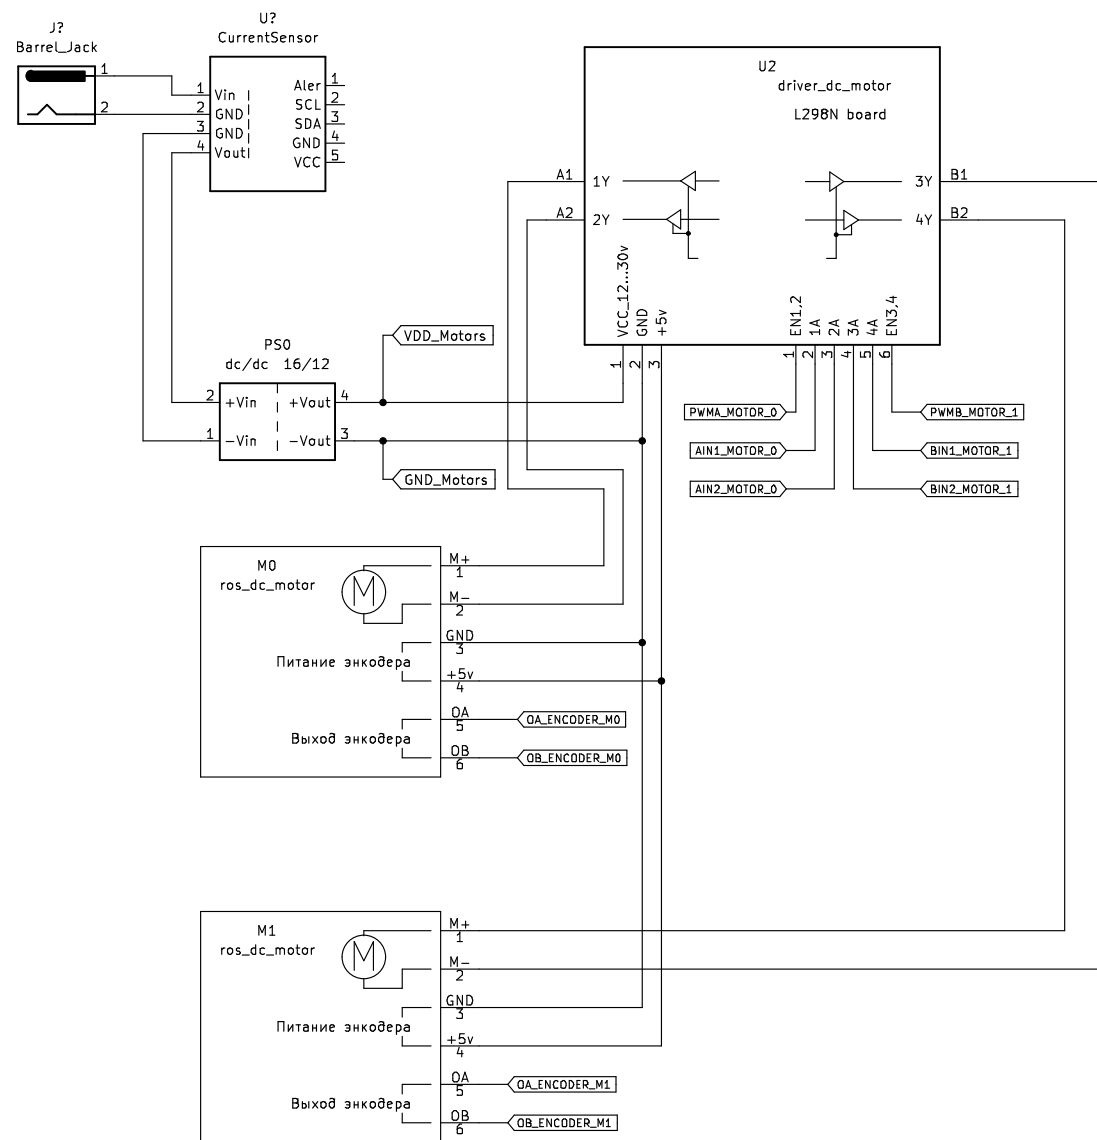 J?
Barrel_Jack
1
2
U?
CurrentSensor
1 Vin
2 GND
3 GND
4 Vout
Aler 1
SCL 2
SDA 3
GND 4
VCC 5
U2
driver_dc_motor
L298N board
A1 1Y
A2 2Y
3Y B1
4Y B2
VCC_12...30v
GND
+5v
1
2
3
EN1,2
1A
2A
3A
4A
EN3,4
1
2
3
4
5
6
PWMA_MOTOR_0
AIN1_MOTOR_0
AIN2_MOTOR_0
PWMB_MOTOR_1
BIN1_MOTOR_1
BIN2_MOTOR_1
VDD_Motors
PS0
dc/dc 16/12
2 +Vin
+Vout 4
1 -Vin
-Vout 3
GND_Motors
M0
ros_dc_motor
M
M+
1
M-
2
GND
3
Питание энкодера
+5v
4
OA
5
OA_ENCODER_M0
Выход энкодера
OB
6
OB_ENCODER_M0
M1
ros_dc_motor
M
M+
1
M-
2
GND
3
Питание энкодера
+5v
4
OA
5
OA_ENCODER_M1
Выход энкодера
OB
6
OB_ENCODER_M1